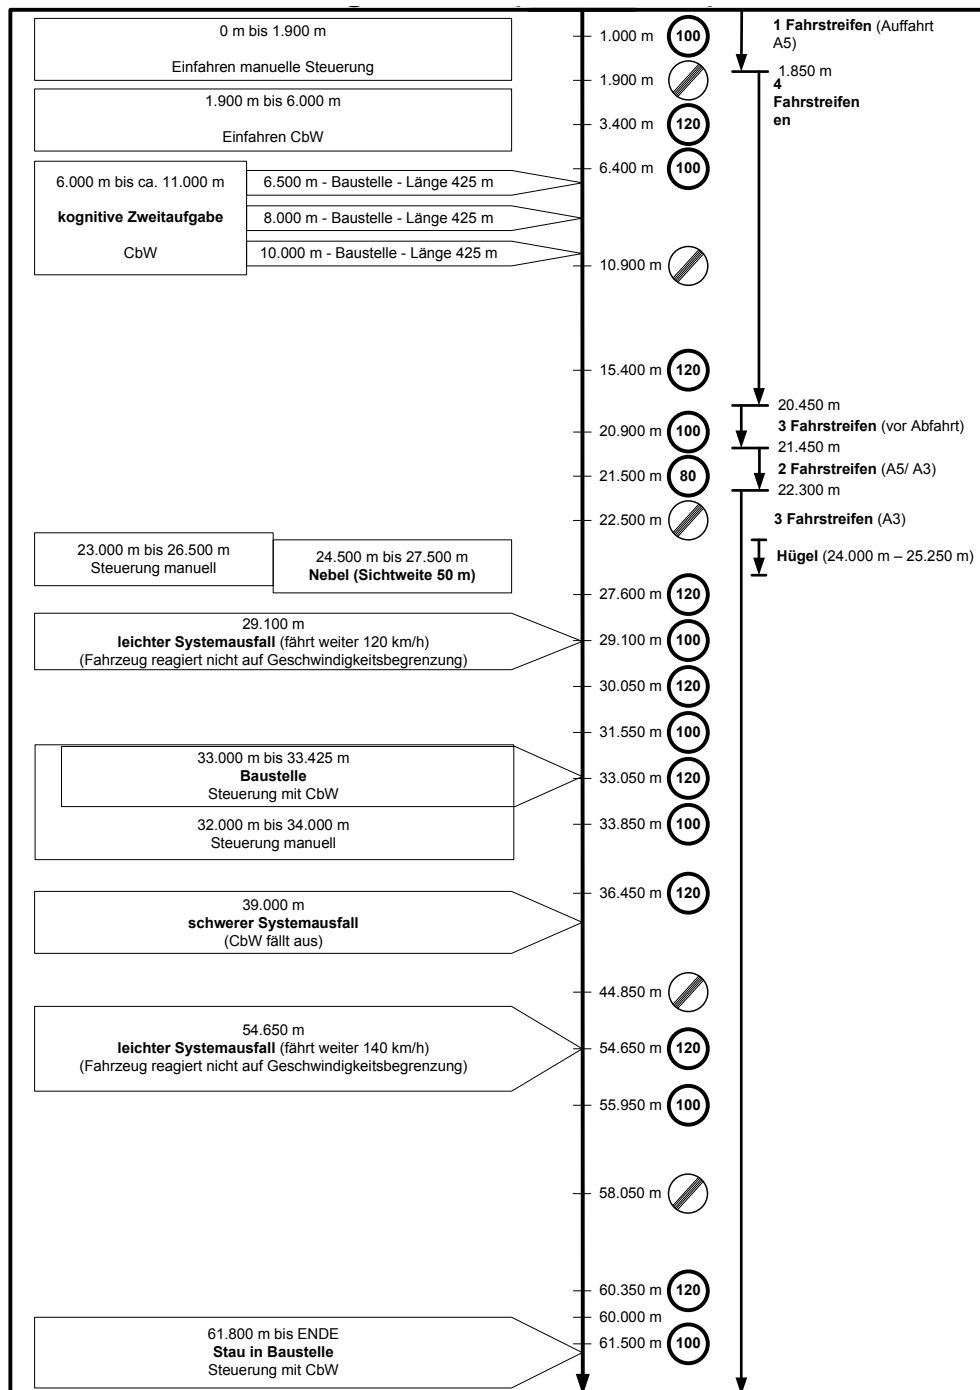 0 m bis 1.900 m
Einfahren manuelle Steuerung
1.900 m bis 6.000 m
Einfahren CbW
6.000 m bis ca. 11.000 m
kognitive Zweitaufgabe
CbW
6.500 m - Baustelle - Länge 425 m
8.000 m - Baustelle - Länge 425 m
10.000 m - Baustelle - Länge 425 m
23.000 m bis 26.500 m
Steuerung manuell
24.500 m bis 27.500 m
Nebel (Sichtweite 50 m)
29.100 m
leichter Systemausfall (fährt weiter 120 km/h)
(Fahrzeug reagiert nicht auf Geschwindigkeitsbegrenzung)
33.000 m bis 33.425 m
Baustelle
Steuerung mit CbW
32.000 m bis 34.000 m
Steuerung manuell
39.000 m
schwerer Systemausfall
(CbW fällt aus)
54.650 m
leichter Systemausfall (fährt weiter 140 km/h)
(Fahrzeug reagiert nicht auf Geschwindigkeitsbegrenzung)
61.800 m bis ENDE
Stau in Baustelle
Steuerung mit CbW
1.000 m 100
1.900 m
3.400 m 120
6.400 m 100
10.900 m
15.400 m 120
20.900 m 100
21.500 m 80
22.500 m
27.600 m 120
29.100 m 100
30.050 m 120
31.550 m 100
33.050 m 120
33.850 m 100
36.450 m 120
44.850 m
54.650 m 120
55.950 m 100
58.050 m
60.350 m 120
60.000 m
61.500 m 100
1 Fahrstreifen (Auffahrt
A5)
1.850 m
4
Fahrstreifen
en
20.450 m
3 Fahrstreifen (vor Abfahrt)
21.450 m
2 Fahrstreifen (A5/ A3)
22.300 m
3 Fahrstreifen (A3)
Hügel (24.000 m – 25.250 m)